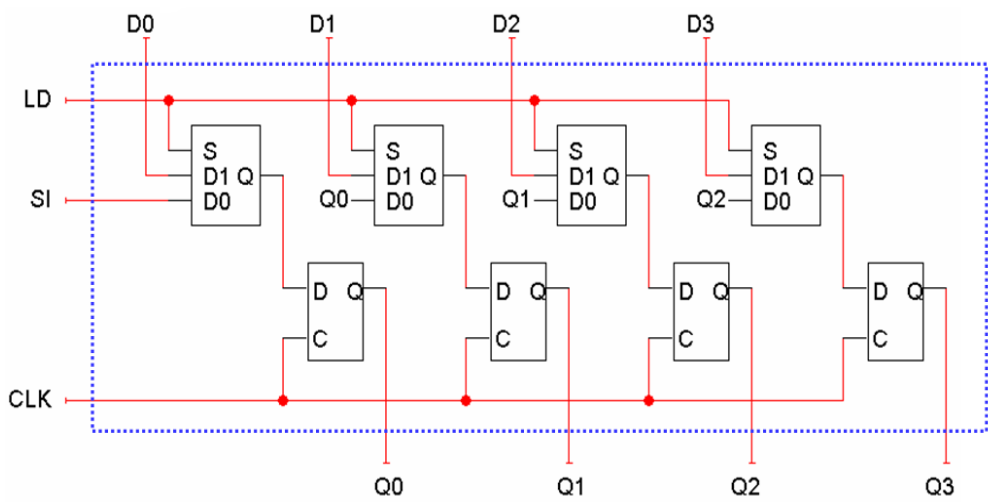 D0 D1 D2 D3
LD
S S S S
D1 Q D1 Q D1 Q D1 Q
SI D0 Q0 D0 Q1 D0 Q2 D0
D Q D Q D Q D Q
C C C C
CLK
Q0 Q1 Q2 Q3